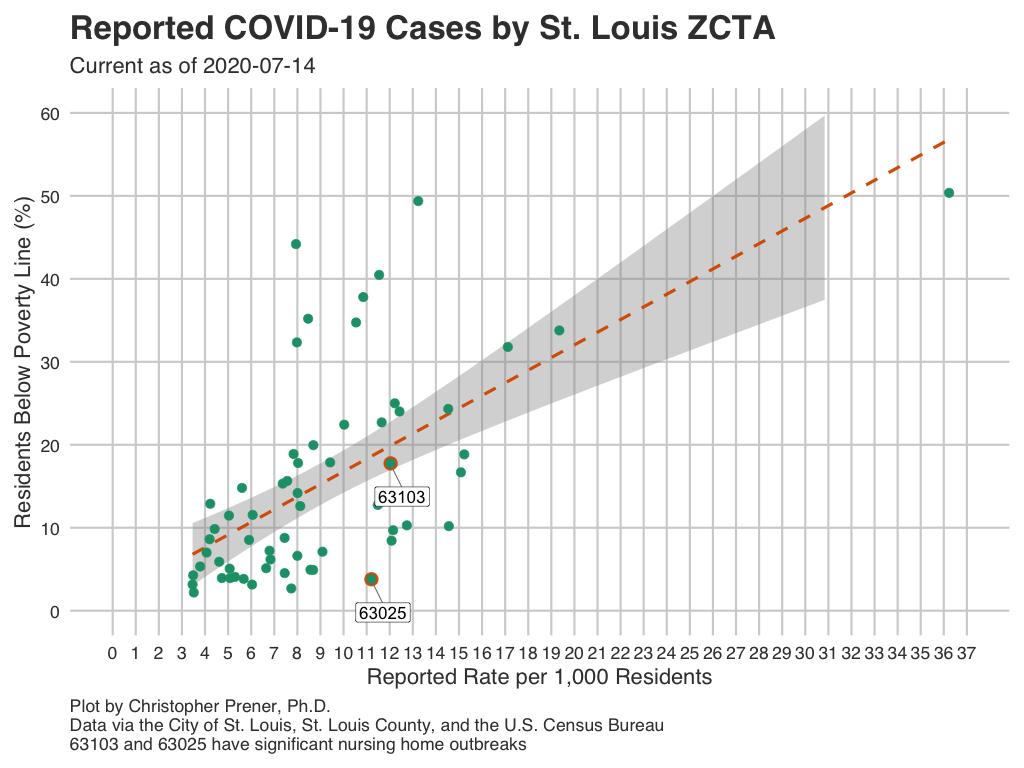 Reported COVID-19 Cases by St. Louis ZCTA
Current as of 2020-07-14
Residents Below Poverty Line (%)
60
50
40
30
20
10
0
63103
63025
0 1 2 3 4 5 6 7 8 9 10 11 12 13 14 15 16 17 18 19 20 21 22 23 24 25 26 27 28 29 30 31 32 33 34 35 36 37
Reported Rate per 1,000 Residents
Plot by Christopher Prener, Ph.D.
Data via the City of St. Louis, St. Louis County, and the U.S. Census Bureau
63103 and 63025 have significant nursing home outbreaks